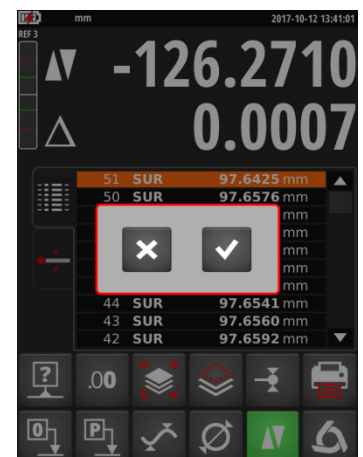 mm 2017-10-12 13:41:01
REF 3
-126.2710
0.0007
51 SUR 97.6425 mm
50 SUR 97.6576 mm
mm
mm
mm
mm
mm
44 SUR 97.6541 mm
43 SUR 97.6560 mm
42 SUR 97.6592 mm
? .00
0 P